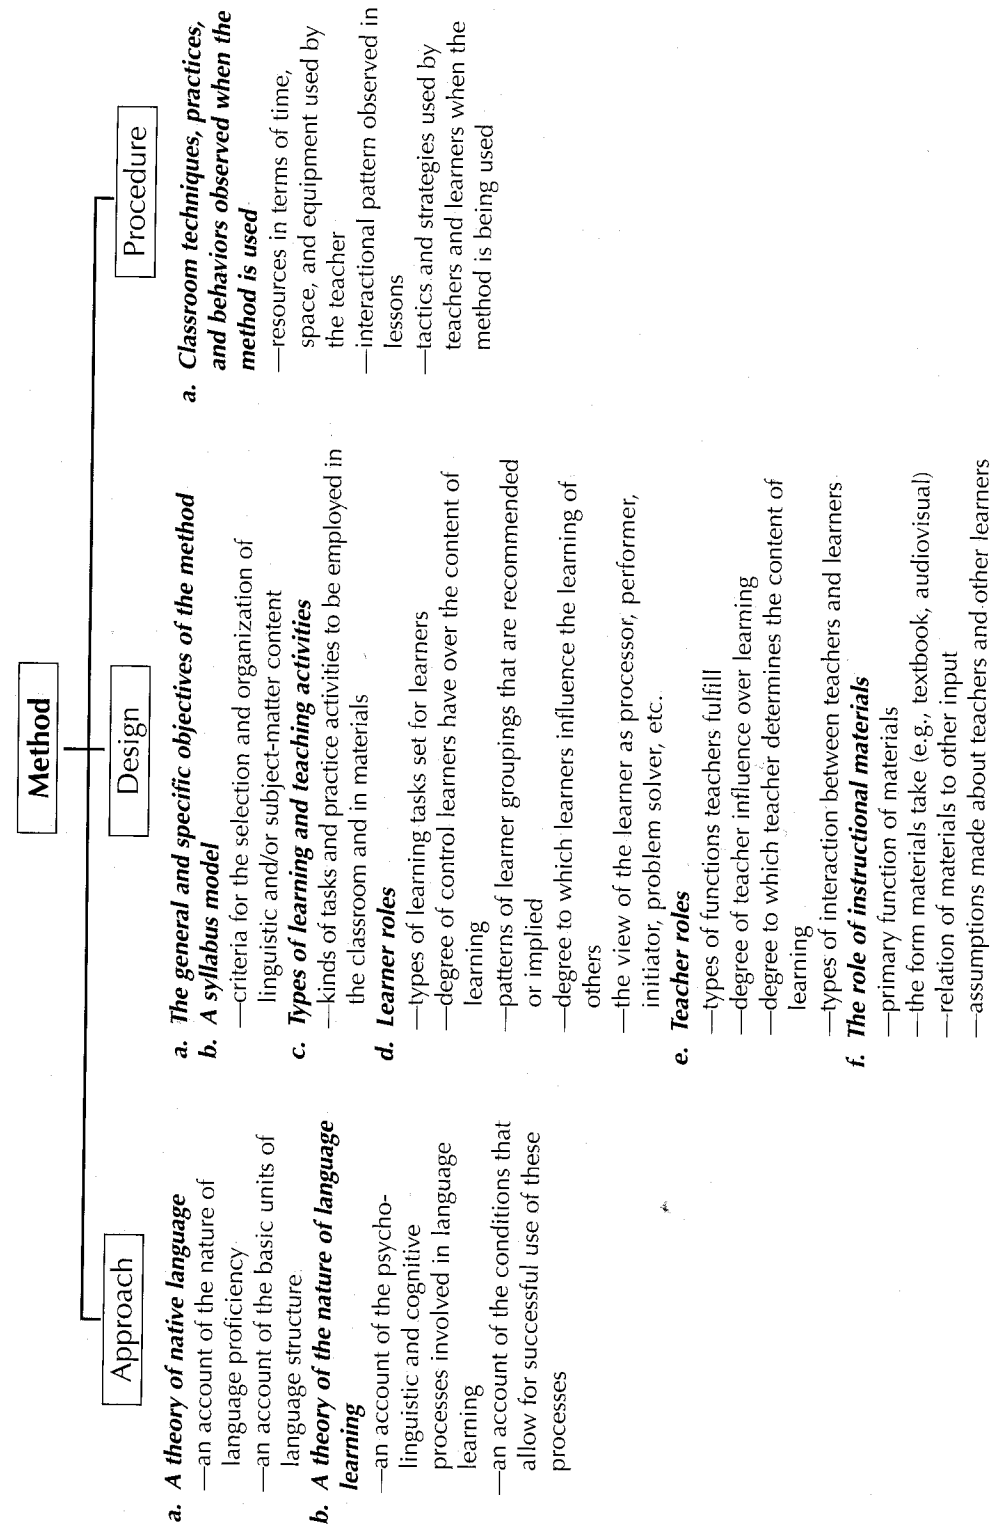 Method
Approach
a. A theory of native language
—an account of the nature of
language proficiency
—an account of the basic units of
language structure
b. A theory of the nature of language
learning
—an account of the psycho-
linguistic and cognitive
processes involved in language
learning
—an account of the conditions that
allow for successful use of these
processes
Design
a. The general and specific objectives of the method
b. A syllabus model
—criteria for the selection and organization of
linguistic and/or subject-matter content
c. Types of learning and teaching activities
—kinds of tasks and practice activities to be employed in
the classroom and in materials
d. Learner roles
—types of learning tasks set for learners
—degree of control learners have over the content of
learning
—patterns of learner groupings that are recommended
or implied
—degree to which learners influence the learning of
others
—the view of the learner as processor, performer,
initiator, problem solver, etc.
e. Teacher roles
—types of functions teachers fulfill
—degree of teacher influence over learning
—degree to which teacher determines the content of
learning
—types of interaction between teachers and learners
f. The role of instructional materials
—primary function of materials
—the form materials take (e.g., textbook, audiovisual)
—relation of materials to other input
—assumptions made about teachers and other learners
Procedure
a. Classroom techniques, practices,
and behaviors observed when the
method is used
—resources in terms of time,
space, and equipment used by
the teacher
—interactional pattern observed in
lessons
—tactics and strategies used by
teachers and learners when the
method is being used